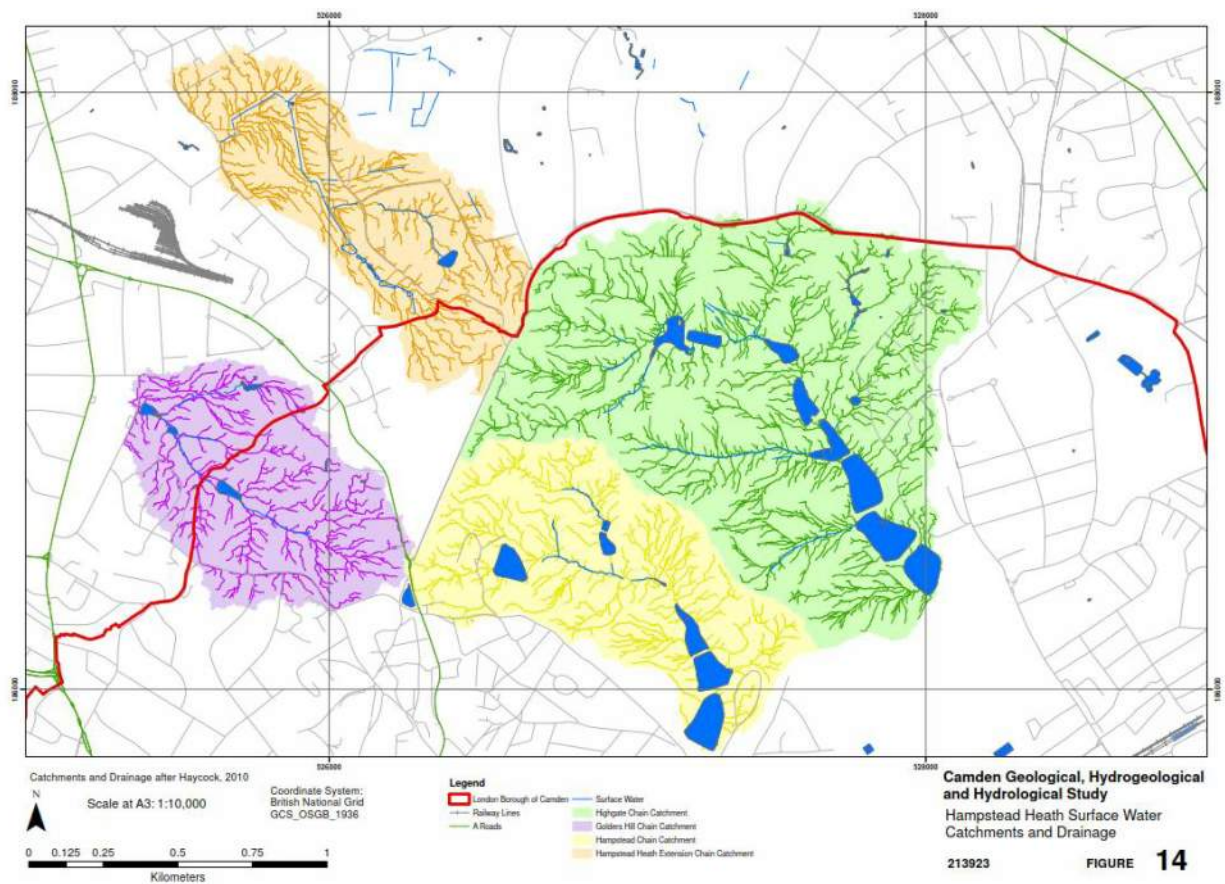 526000
528000
188000
188000
186000
186000
526000
528000
Catchments and Drainage after Haycock, 2010
N
Scale at A3: 1:10,000
Coordinate System:
British National Grid
GCS_OSGB_1936
0 0.125 0.25 0.5 0.75 1
Kilometers
Legend
London Borough of Camden
Railway Lines
A Roads
Surface Water
Highgate Chain Catchment
Golders Hill Chain Catchment
Hampstead Chain Catchment
Hampstead Heath Extension Chain Catchment
Camden Geological, Hydrogeological
and Hydrological Study
Hampstead Heath Surface Water
Catchments and Drainage
213923 FIGURE 14